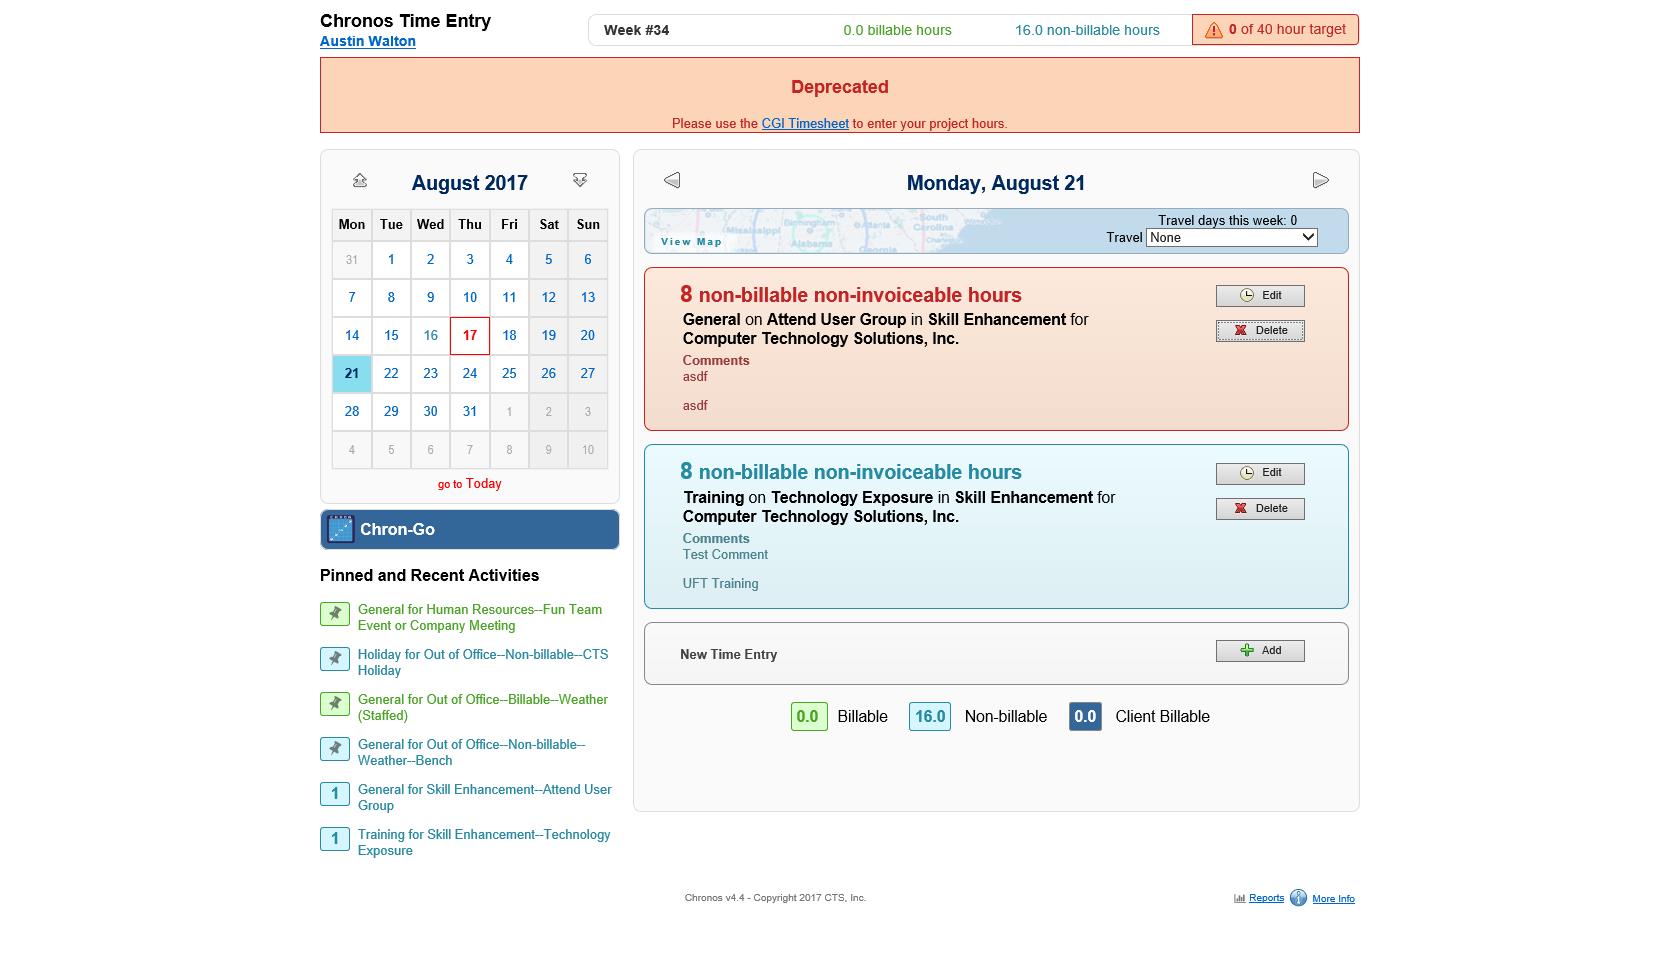 Chronos Time Entry
Austin Walton
Week #34
0.0 billable hours
16.0 non-billable hours
0 of 40 hour target
Deprecated
Please use the CGI Timesheet to enter your project hours.
August 2017
Mon Tue Wed Thu Fri Sat Sun
31 1 2 3 4 5 6
7 8 9 10 11 12 13
14 15 16 17 18 19 20
21 22 23 24 25 26 27
28 29 30 31 1 2 3
4 5 6 7 8 9 10
go to Today
Chron-Go
Pinned and Recent Activities
General for Human Resources--Fun Team
Event or Company Meeting
Holiday for Out of Office--Non-billable--CTS
Holiday
General for Out of Office--Billable--Weather
(Staffed)
General for Out of Office--Non-billable--
Weather--Bench
1 General for Skill Enhancement--Attend User
Group
1 Training for Skill Enhancement--Technology
Exposure
Monday, August 21
Mississippi
Birmingham
Alabama
Atlanta
Georgia
South
Carolina
View Map
Travel days this week: 0
Travel None
8 non-billable non-invoiceable hours
Edit
General on Attend User Group in Skill Enhancement for
Computer Technology Solutions, Inc.
Delete
Comments
asdf
asdf
8 non-billable non-invoiceable hours
Edit
Training on Technology Exposure in Skill Enhancement for
Computer Technology Solutions, Inc.
Delete
Comments
Test Comment
UFT Training
New Time Entry
Add
0.0 Billable 16.0 Non-billable 0.0 Client Billable
Chronos v4.4 - Copyright 2017 CTS, Inc.
Reports
More Info